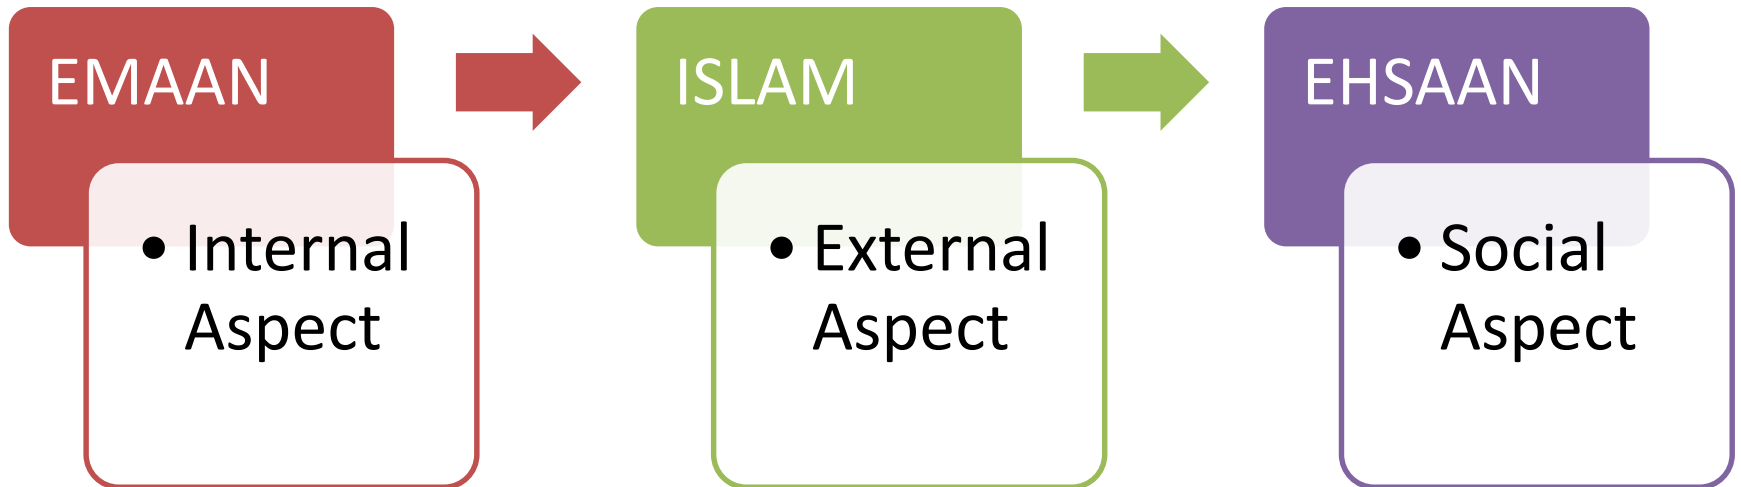 EMAAN
• Internal
Aspect
ISLAM
• External
Aspect
EHSAAN
• Social
Aspect